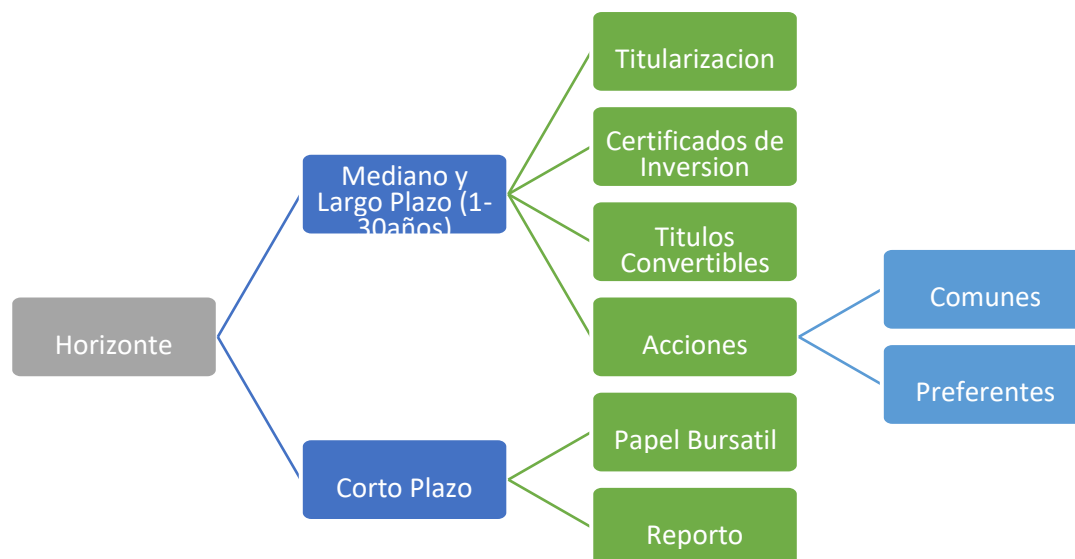 Titularizacion
Certificados de
Inversion
Mediano y
Largo Plazo (1-
30años)
Titulos
Convertibles
Comunes
Horizonte
Acciones
Preferentes
Papel Bursatil
Corto Plazo
Reporto